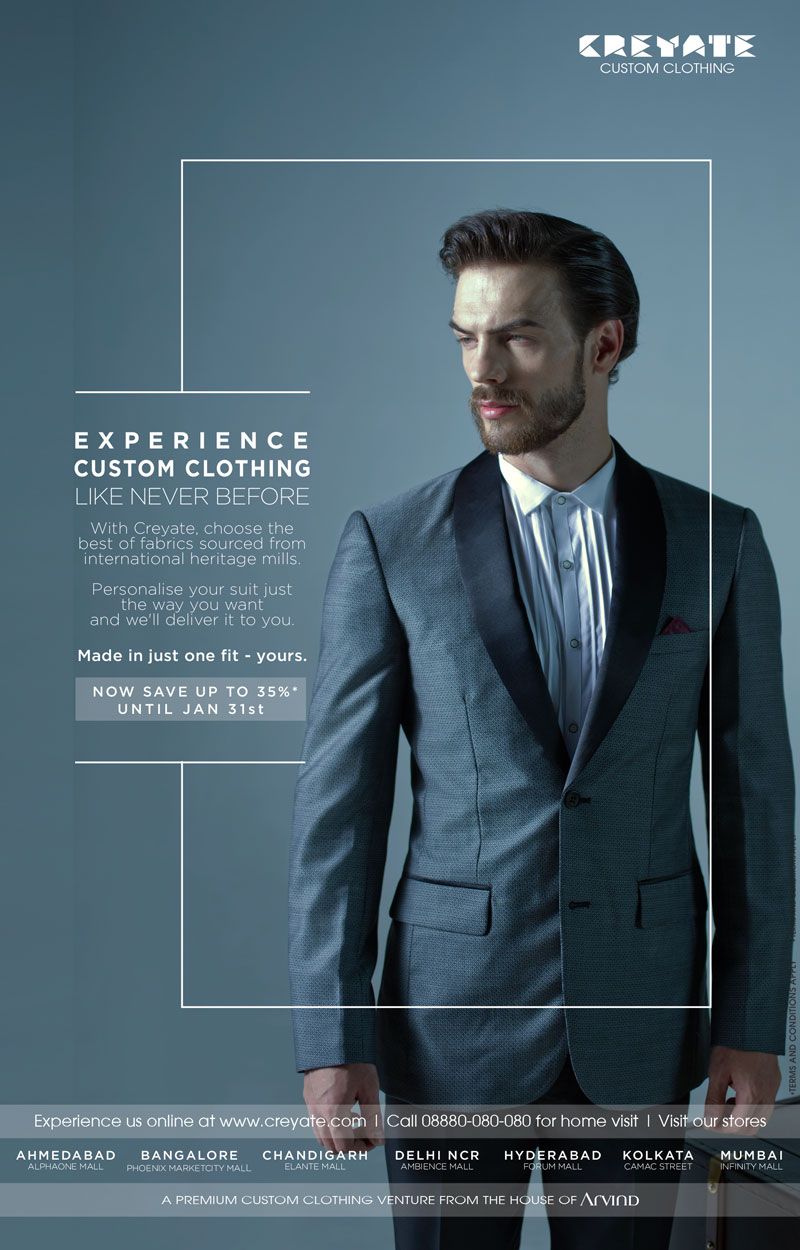 CREYATE
CUSTOM CLOTHING
EXPERIENCE
CUSTOM CLOTHING
LIKE NEVER BEFORE
With Creyate, choose the
best of fabrics sourced from
international heritage mills.
Personalise your suit just
the way you want
and we'll deliver it to you.
Made in just one fit - yours.
NOW SAVE UP TO 35%*
UNTIL JAN 31st
*TERMS AND CONDITIONS APPLY
Experience us online at www.creyate.com | Call 08880-080-080 for home visit | Visit our stores
AHMEDABAD BANGALORE CHANDIGARH DELHI NCR HYDERABAD KOLKATA MUMBAI
ALPHAONE MALL PHOENIX MARKETCITY MALL ELANTE MALL AMBIENCE MALL FORUM MALL CAMAC STREET INFINITY MALL
A PREMIUM CUSTOM CLOTHING VENTURE FROM THE HOUSE OF ARVIND